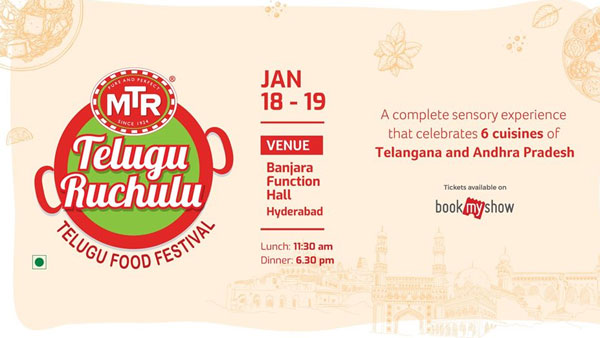 PURE AND PERFECT
MTR
®
SINCE 1924
Telugu
Ruchulu
TELUGU FOOD FESTIVAL
JAN
18 - 19
VENUE
Banjara
Function
Hall
Hyderabad
Lunch: 11:30 am
Dinner: 6.30 pm
A complete sensory experience
that celebrates 6 cuisines of
Telangana and Andhra Pradesh
Tickets available on
bookmyshow